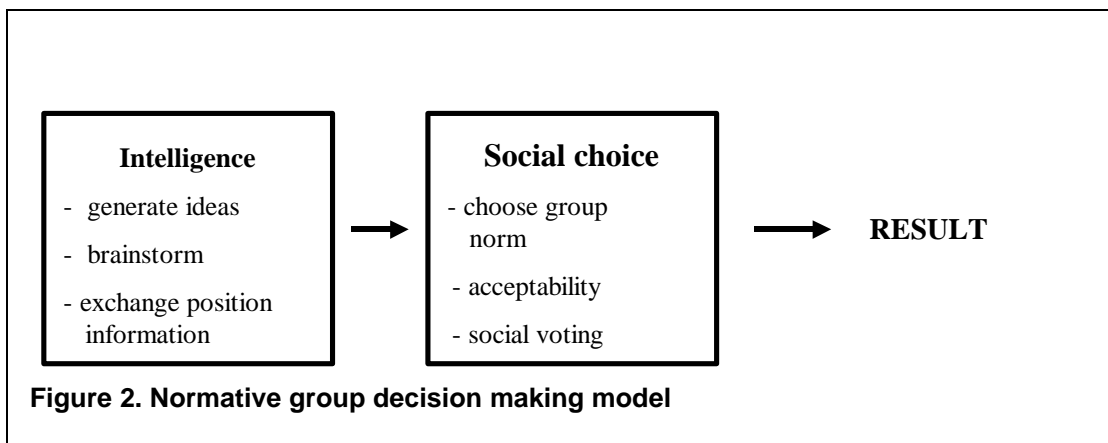 Intelligence
- generate ideas
- brainstorm
- exchange position
information
Social choice
- choose group
norm
- acceptability
- social voting
RESULT
Figure 2. Normative group decision making model